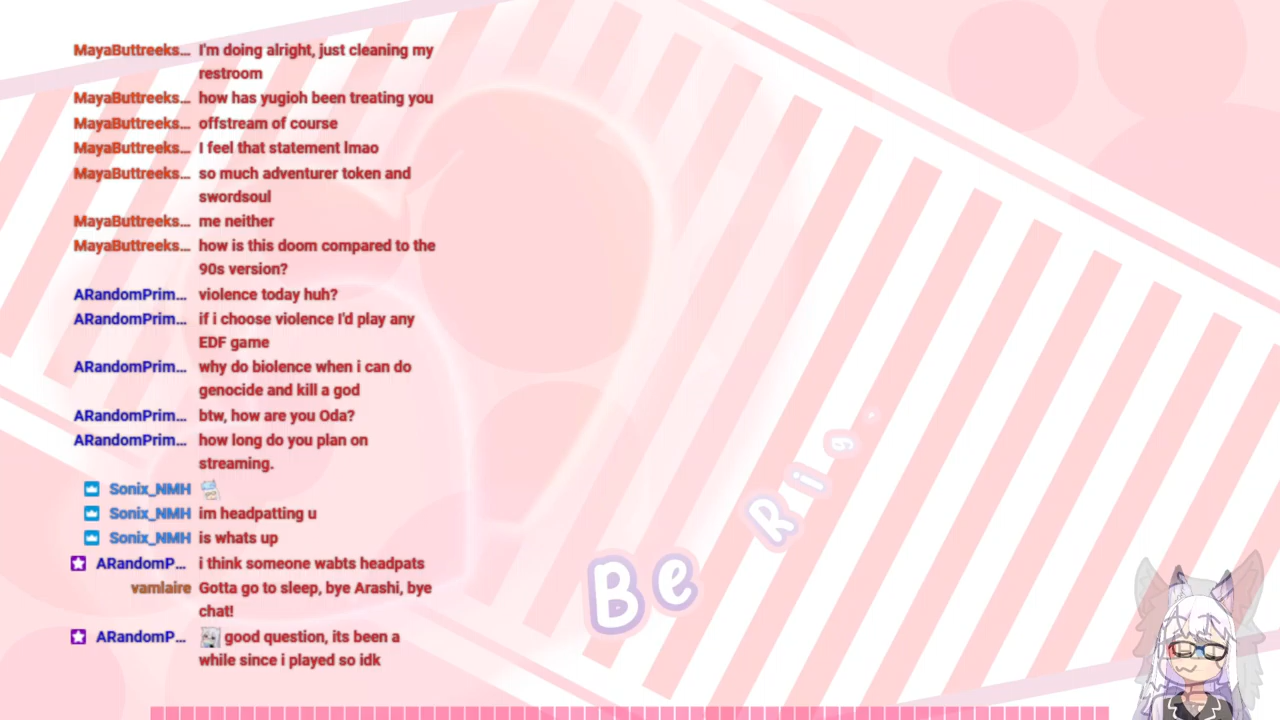 MayaButtreeks... I'm doing alright, just cleaning my
restroom
MayaButtreeks... how has yugioh been treating you
MayaButtreeks... offstream of course
MayaButtreeks... I feel that statement lmao
MayaButtreeks... so much adventurer token and
swordsoul
MayaButtreeks... me neither
MayaButtreeks... how is this doom compared to the
90s version?
ARandomPrim... violence today huh?
ARandomPrim... if i choose violence I'd play any
EDF game
ARandomPrim... why do biolence when i can do
genocide and kill a god
ARandomPrim... btw, how are you Oda?
ARandomPrim... how long do you plan on
streaming.
Sonix_NMH
Sonix_NMH im headpatting u
Sonix_NMH is whats up
ARandomP... i think someone wabts headpats
vamlaire Gotta go to sleep, bye Arashi, bye
chat!
ARandomP... good question, its been a
while since i played so idk
Be Rig